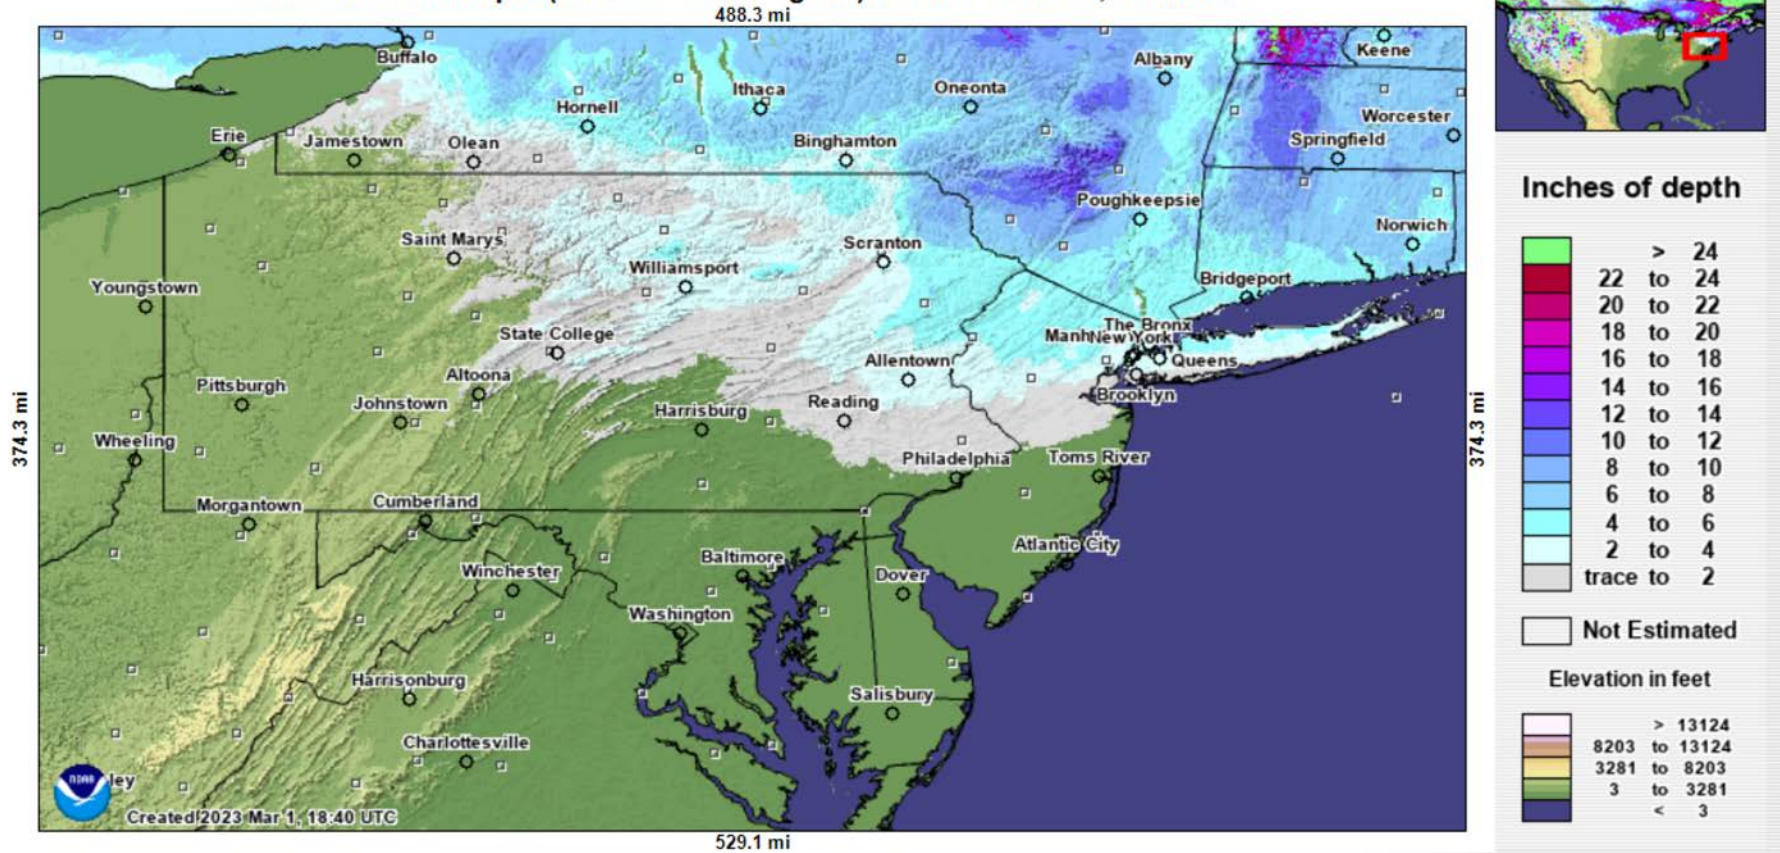 488.3 mi
Buffalo
Albany
Keene
Hornell
Ithaca
Oneonta
Worcester
Erie
Jamestown
Olean
Binghamton
Springfield
Poughkeepsie
Norwich
Saint Marys
Scranton
Williamsport
Youngstown
Bridgeport
State College
The Bronx
Manh
New York
Allentown
Queens
Pittsburgh
Altoona
Johnstown
Harrisburg
Reading
Brooklyn
374.3 mi
374.3 mi
Wheeling
Philadelphia
Toms River
Morgantown
Cumberland
Atlantic City
Baltimore
Winchester
Dover
Washington
Harrisonburg
Salisbury
Charlottesville
NOAA
ley
Created 2023 Mar 1, 18:40 UTC
529.1 mi
Inches of depth
> 24
22 to 24
20 to 22
18 to 20
16 to 18
14 to 16
12 to 14
10 to 12
8 to 10
6 to 8
4 to 6
2 to 4
trace to 2
Not Estimated
Elevation in feet
> 13124
8203 to 13124
3281 to 8203
3 to 3281
< 3